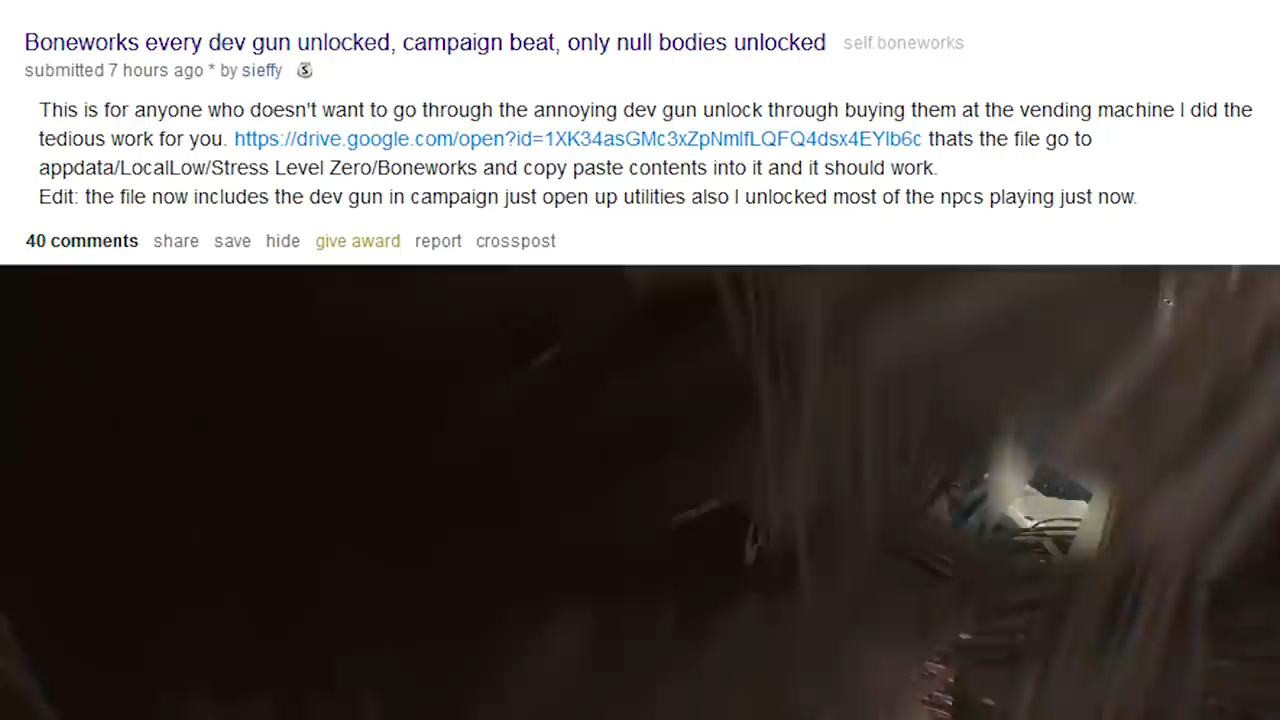 Boneworks every dev gun unlocked, campaign beat, only null bodies unlocked self.boneworks
submitted 7 hours ago * by sieffy
This is for anyone who doesn't want to go through the annoying dev gun unlock through buying them at the vending machine I did the
tedious work for you. https://drive.google.com/open?id=1XK34asGMc3xZpNmlfLQFQ4dsx4EYlb6c thats the file go to
appdata/LocalLow/Stress Level Zero/Boneworks and copy paste contents into it and it should work.
Edit: the file now includes the dev gun in campaign just open up utilities also I unlocked most of the npcs playing just now.
40 comments share save hide give award report crosspost